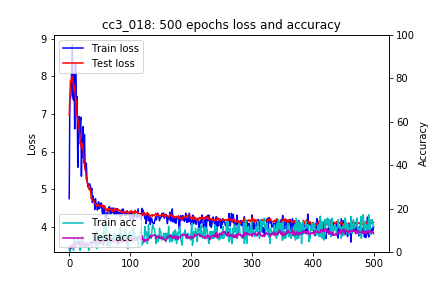 cc3_018: 500 epochs loss and accuracy
Train loss
Test loss
Train acc
Test acc
Loss
Accuracy
9
8
7
6
5
4
100
80
60
40
20
0
0 100 200 300 400 500